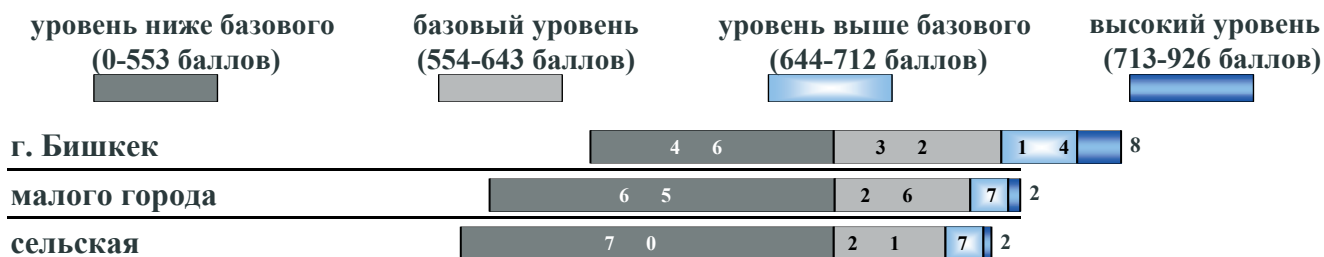 уровень ниже базового базовый уровень уровень выше базового высокий уровень
(0-553 баллов) (554-643 баллов) (644-712 баллов) (713-926 баллов)
г. Бишкек 4 6 3 2 1 4 8
малого города 6 5 2 6 7 2
сельская 7 0 2 1 7 2